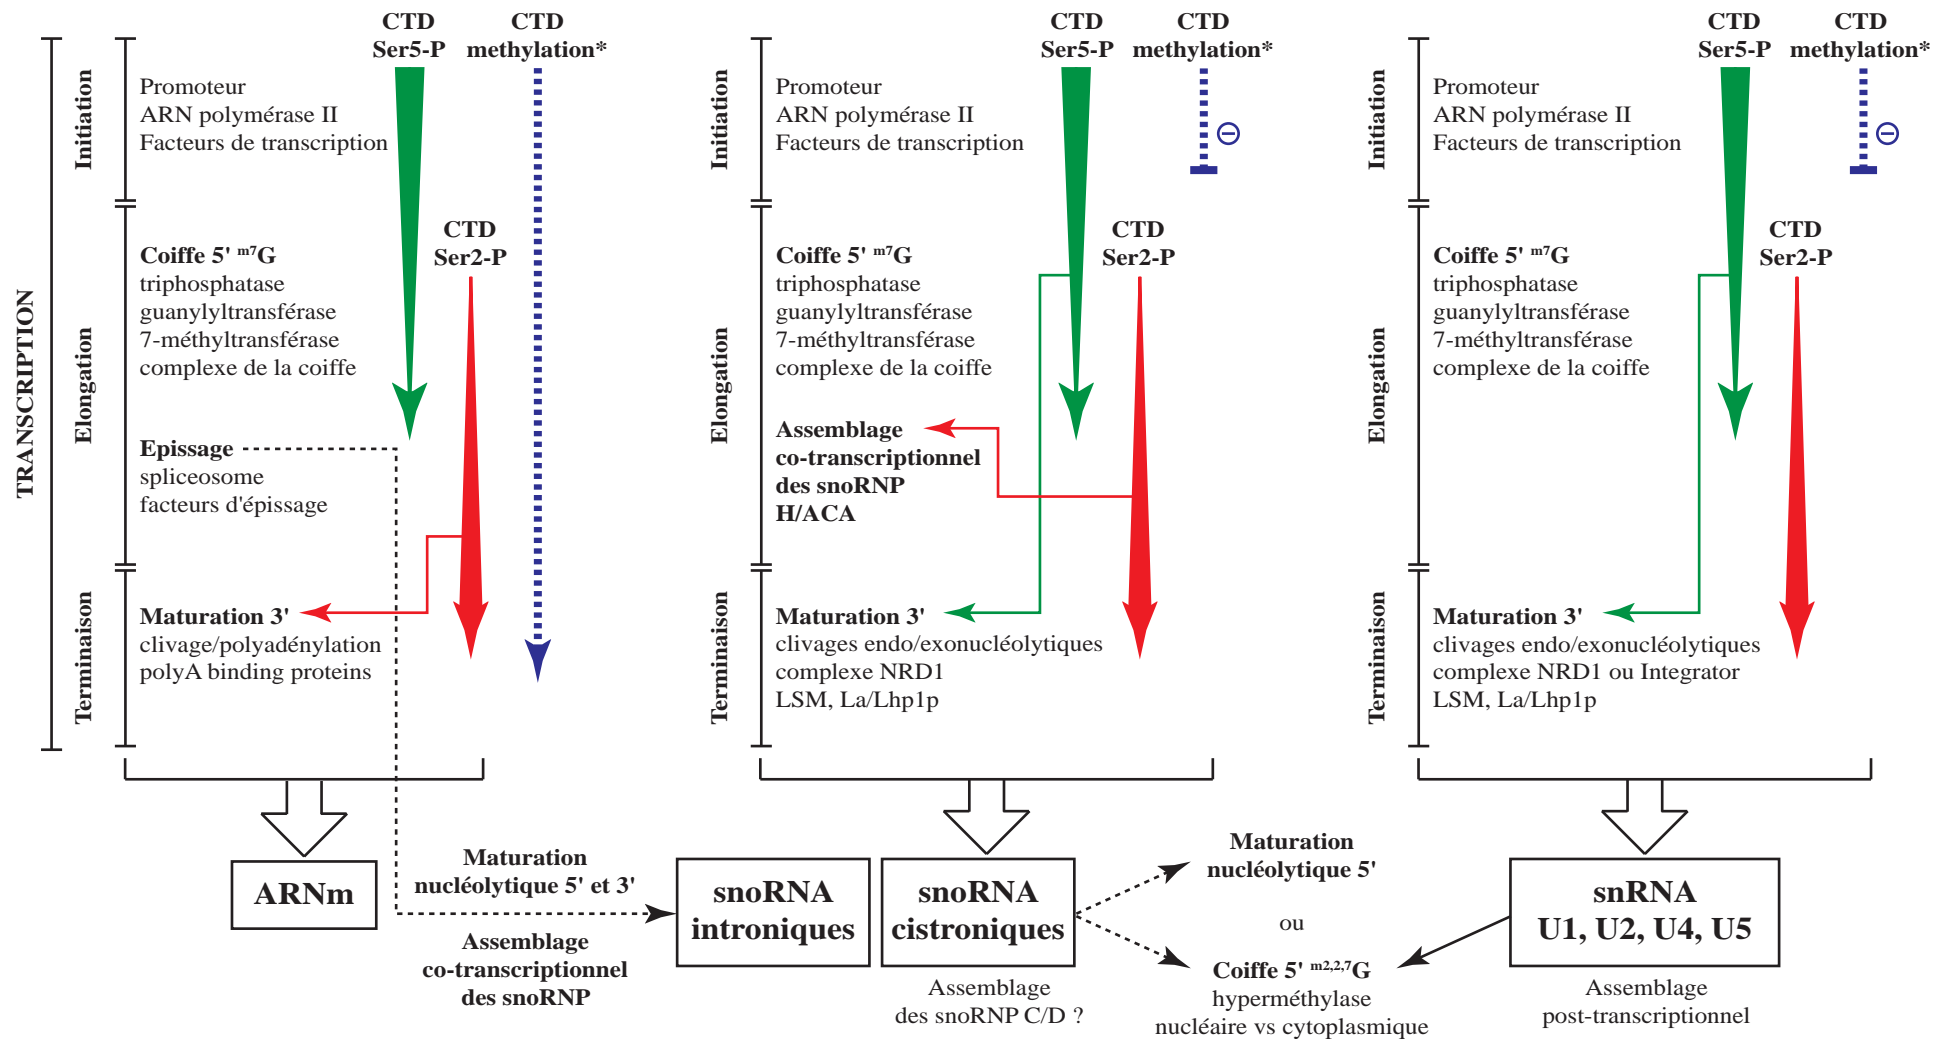 TRANSCRIPTION
Initiation
Elongation
Terminaison
CTD
Ser5-P
CTD
methylation*
Promoteur
ARN polymérase II
Facteurs de transcription
CTD
Ser2-P
Coiffe 5' m7G
triphosphatase
guanylyltransférase
7-méthyltransférase
complexe de la coiffe
Epissage
spliceosome
facteurs d'épissage
Maturation 3'
clivage/polyadénylation
polyA binding proteins
ARNm
Maturation
nucléolytique 5' et 3'
Assemblage
co-transcriptionnel
des snoRNP
snoRNA
introniques
Initiation
Elongation
Terminaison
CTD
Ser5-P
CTD
methylation*
Promoteur
ARN polymérase II
Facteurs de transcription
CTD
Ser2-P
Coiffe 5' m7G
triphosphatase
guanylyltransférase
7-méthyltransférase
complexe de la coiffe
Assemblage
co-transcriptionnel
des snoRNP
H/ACA
Maturation 3'
clivages endo/exonucléolytiques
complexe NRD1
LSM, La/Lhp1p
snoRNA
cistroniques
Assemblage
des snoRNP C/D ?
Maturation
nucléolytique 5'
ou
Coiffe 5' m2,2,7G
hyperméthylase
nucléaire vs cytoplasmique
Initiation
Elongation
Terminaison
CTD
Ser5-P
CTD
methylation*
Promoteur
ARN polymérase II
Facteurs de transcription
CTD
Ser2-P
Coiffe 5' m7G
triphosphatase
guanylyltransférase
7-méthyltransférase
complexe de la coiffe
Maturation 3'
clivages endo/exonucléolytiques
complexe NRD1 ou Integrator
LSM, La/Lhp1p
snRNA
U1, U2, U4, U5
Assemblage
post-transcriptionnel